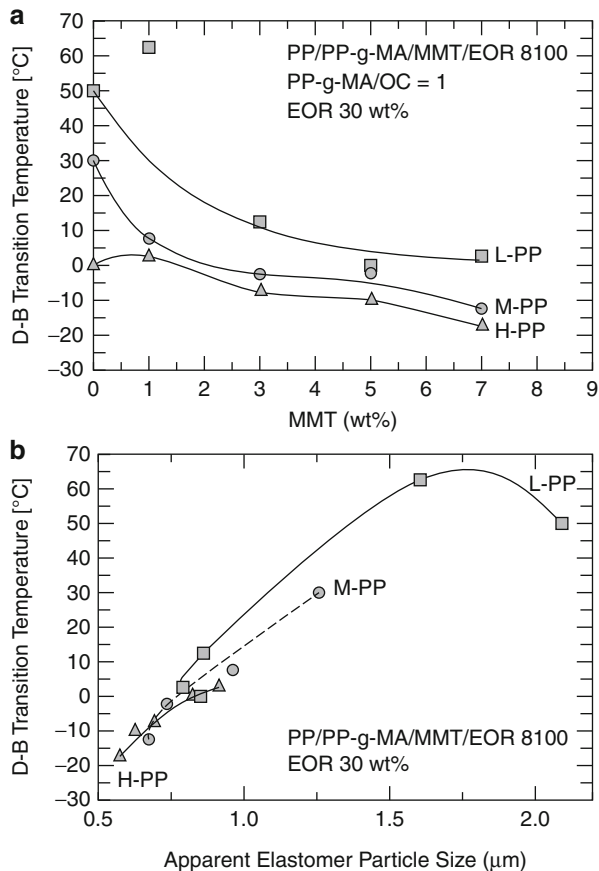 a
70
60
50
40
30
20
10
0
−10
−20
−30
D-B Transition Temperature [°C]
PP/PP-g-MA/MMT/EOR 8100
PP-g-MA/OC = 1
EOR 30 wt%
L-PP
M-PP
H-PP
0 1 2 3 4 5 6 7 8 9
MMT (wt%)
b
70
60
50
40
30
20
10
0
−10
−20
−30
D-B Transition Temperature [°C]
L-PP
M-PP
H-PP
PP/PP-g-MA/MMT/EOR 8100
EOR 30 wt%
0.5 1.0 1.5 2.0
Apparent Elastomer Particle Size (μm)